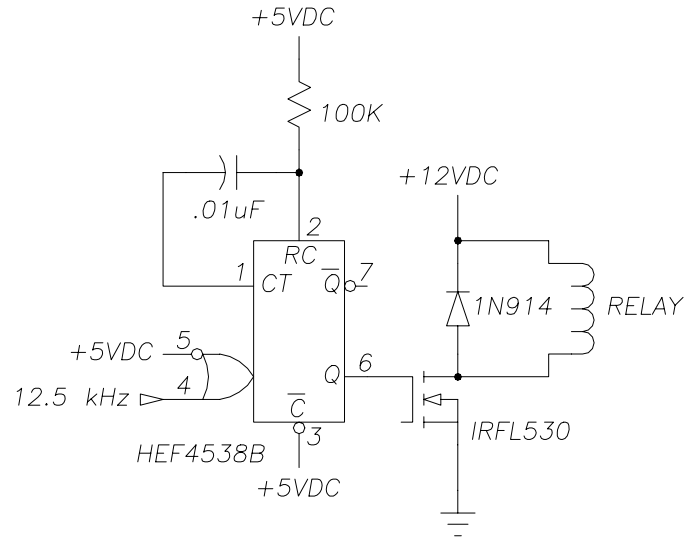 +5VDC
100K
.01uF
+12VDC
2
RC
1
CT
Q̅
7
1N914
RELAY
+5VDC
5
12.5 kHz
4
Q
6
C̅
3
IRFL530
HEF4538B
+5VDC